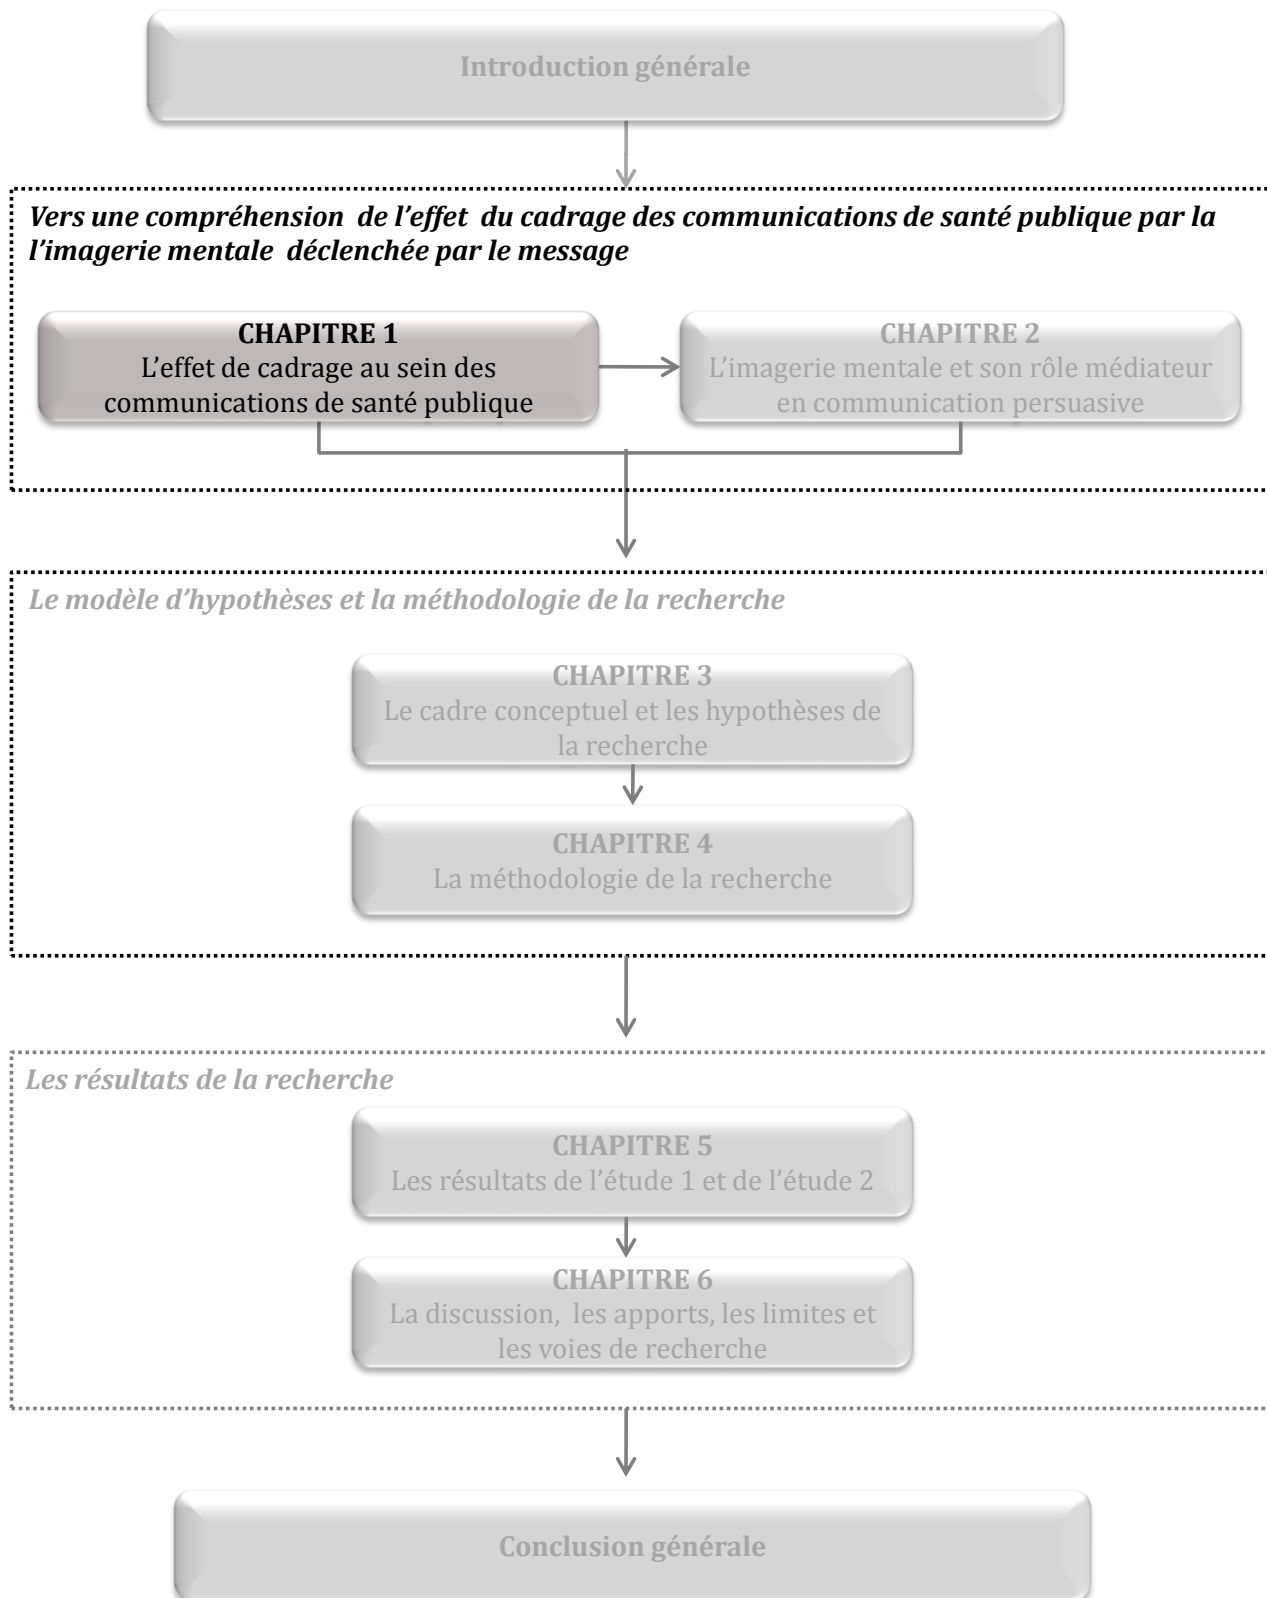 Introduction générale
Vers une compréhension de l'effet du cadrage des communications de santé publique par la
l'imagerie mentale déclenchée par le message
CHAPITRE 1
L'effet de cadrage au sein des
communications de santé publique
CHAPITRE 2
L'imagerie mentale et son rôle médiateur
en communication persuasive
Le modèle d'hypothèses et la méthodologie de la recherche
CHAPITRE 3
Le cadre conceptuel et les hypothèses de
la recherche
CHAPITRE 4
La méthodologie de la recherche
Les résultats de la recherche
CHAPITRE 5
Les résultats de l'étude 1 et de l'étude 2
CHAPITRE 6
La discussion, les apports, les limites et
les voies de recherche
Conclusion générale